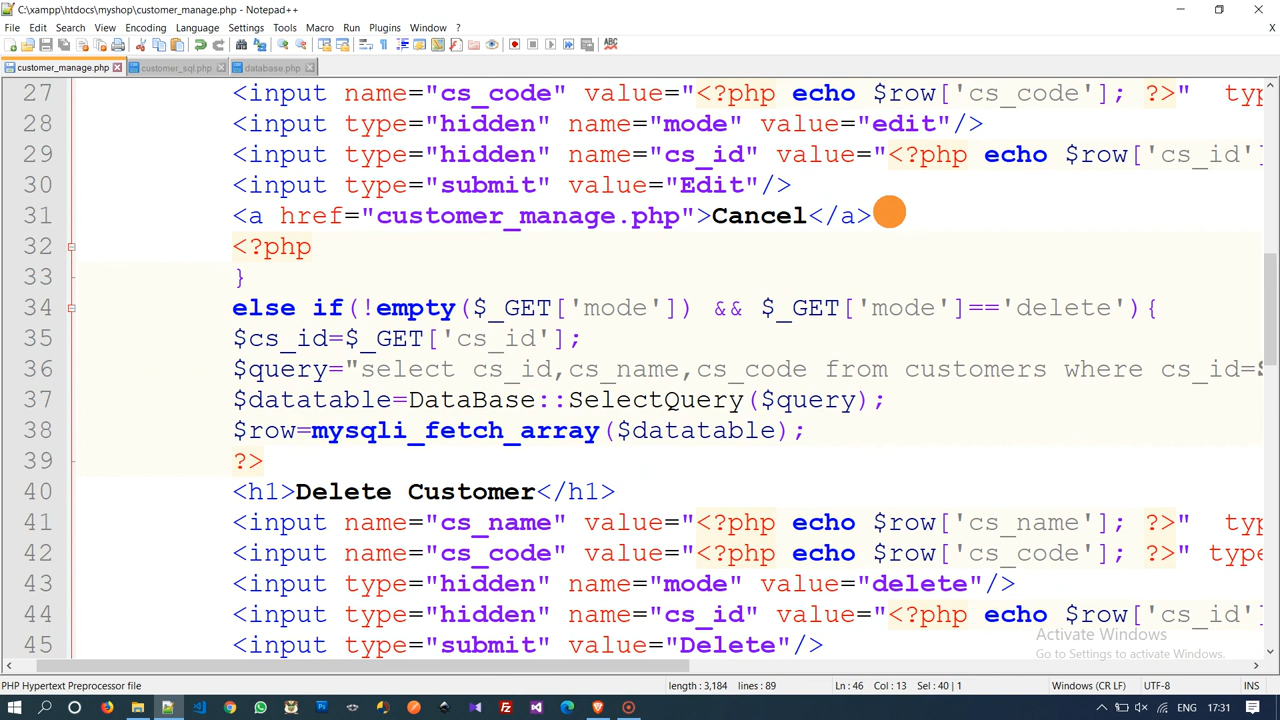 C:\xampp\htdocs\myshop\customer_manage.php - Notepad++
File Edit Search View Encoding Language Settings Tools Macro Run Plugins Window ?
X
customer_manage.php customer_sql.php database.php
27 <input name="cs_code" value="<?php echo $row['cs_code']; ?>" typ
28 <input type="hidden" name="mode" value="edit"/>
29 <input type="hidden" name="cs_id" value="<?php echo $row['cs_id']
30 <input type="submit" value="Edit"/>
31 <a href="customer_manage.php">Cancel</a>
32 <?php
33 }
34 else if(!empty($_GET['mode']) && $_GET['mode']=='delete'){
35 $cs_id=$_GET['cs_id'];
36 $query="select cs_id,cs_name,cs_code from customers where cs_id=$
37 $datatable=DataBase::SelectQuery($query);
38 $row=mysqli_fetch_array($datatable);
39 ?>
40 <h1>Delete Customer</h1>
41 <input name="cs_name" value="<?php echo $row['cs_name']; ?>" typ
42 <input name="cs_code" value="<?php echo $row['cs_code']; ?>" type
43 <input type="hidden" name="mode" value="delete"/>
44 <input type="hidden" name="cs_id" value="<?php echo $row['cs_id']
45 <input type="submit" value="Delete"/>
Activate Windows
Go to Settings to activate Windows.
PHP Hypertext Preprocessor file length : 3,184 lines : 89 Ln : 46 Col : 13 Sel : 40 | 1 Windows (CR LF) UTF-8 INS
ENG 17:31